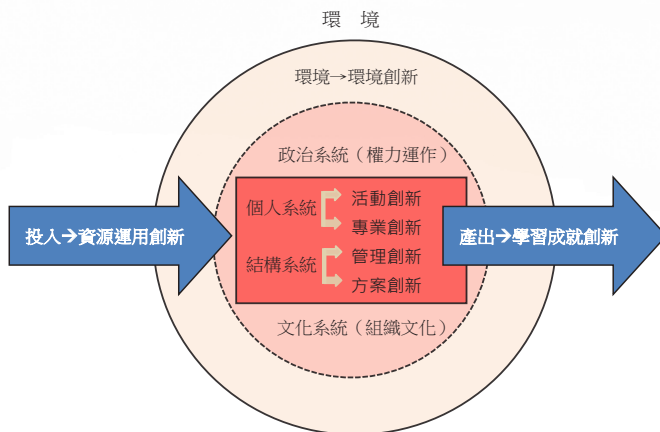 環 境
環境→環境創新
政治系統（權力運作）
個人系統
活動創新
專業創新
投入→資源運用創新
產出→學習成就創新
結構系統
管理創新
方案創新
文化系統（組織文化）